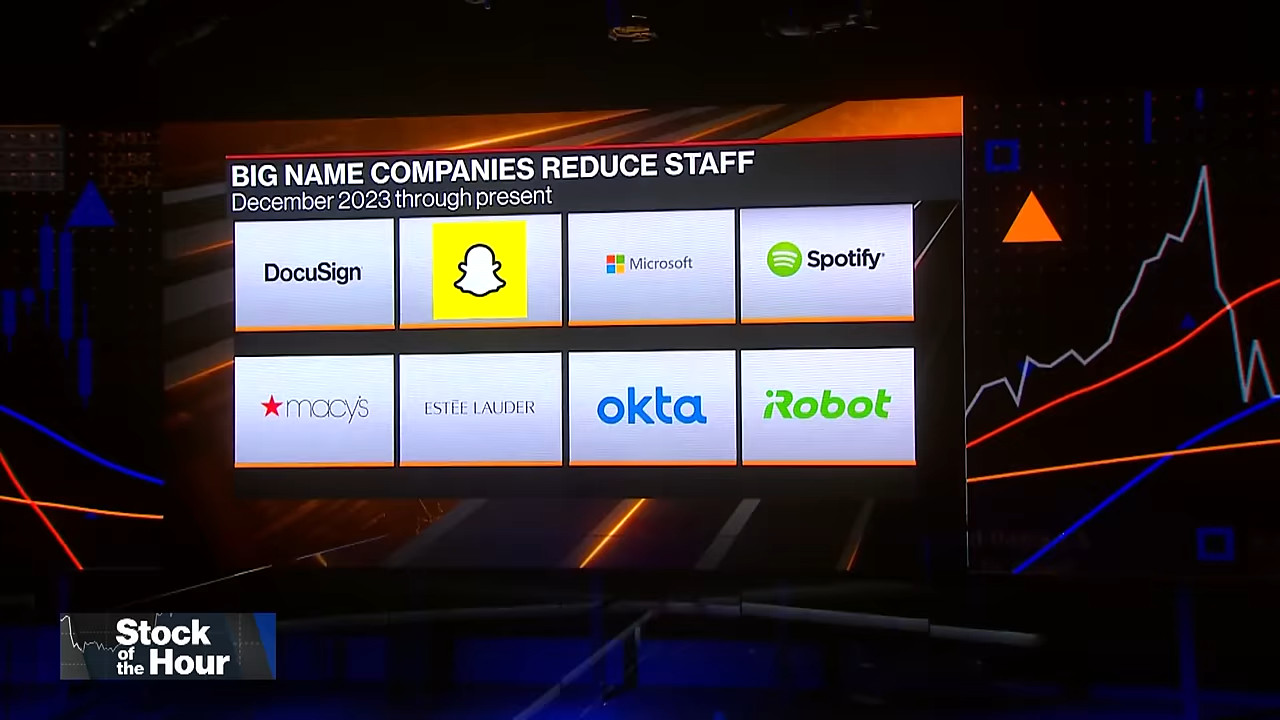 BIG NAME COMPANIES REDUCE STAFF
December 2023 through present
DocuSign
Microsoft
Spotify
macy's
ESTĒE LAUDER
okta
iRobot
Stock
of
the Hour